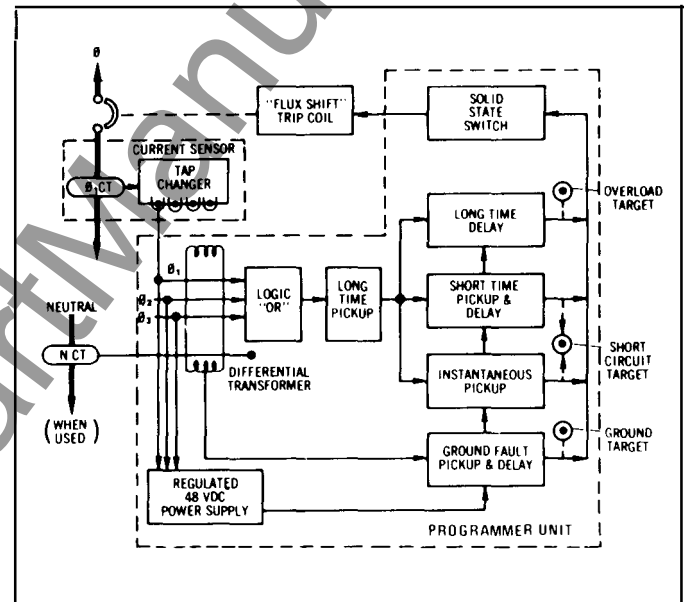 Ø
"FLUX SHIFT"
TRIP COIL
SOLID
STATE
SWITCH
CURRENT SENSOR
TAP
CHANGER
Ø₁ CT
OVERLOAD
TARGET
LONG TIME
DELAY
Ø₁
Ø₂
Ø₃
LOGIC
"OR"
LONG
TIME
PICKUP
SHORT TIME
PICKUP &
DELAY
NEUTRAL
N CT
(WHEN
USED)
DIFFERENTIAL
TRANSFORMER
INSTANTANEOUS
PICKUP
SHORT
CIRCUIT
TARGET
GROUND FAULT
PICKUP & DELAY
GROUND
TARGET
REGULATED
48 VDC
POWER SUPPLY
PROGRAMMER UNIT